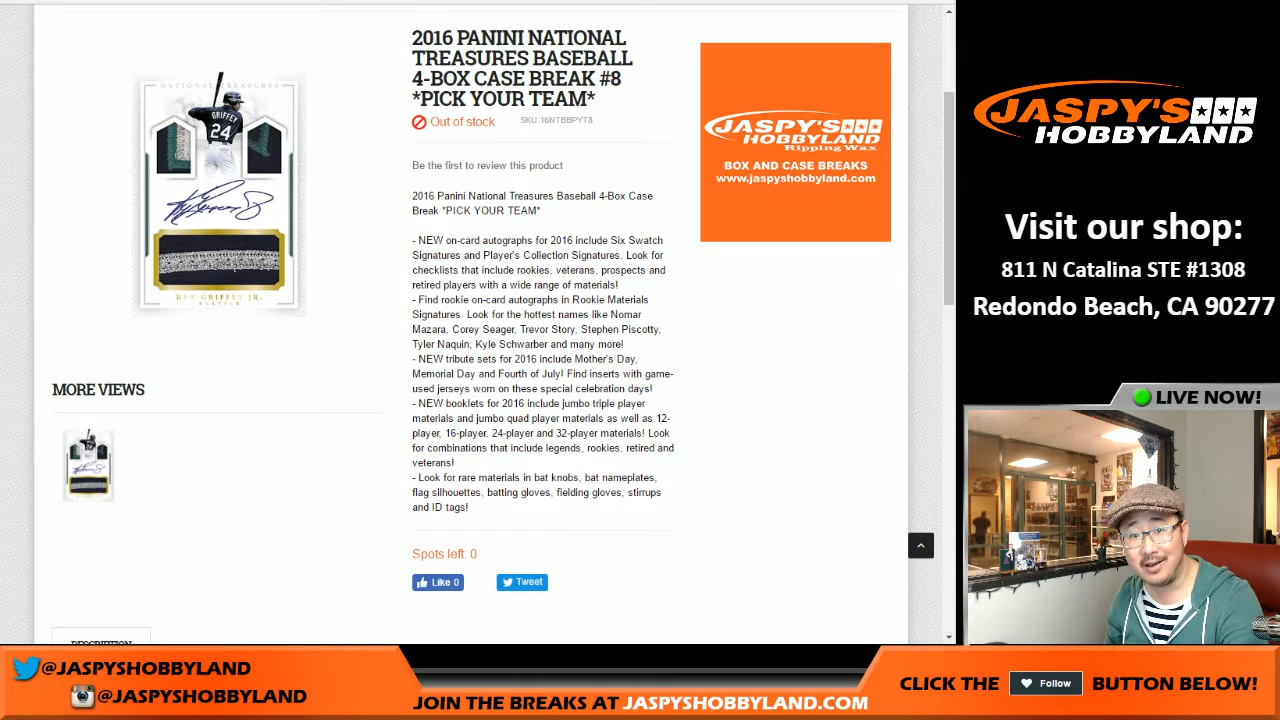 2016 PANINI NATIONAL
TREASURES BASEBALL
4-BOX CASE BREAK #8
*PICK YOUR TEAM*
Out of stock
SKU:16NTBBPYT8
Be the first to review this product
2016 Panini National Treasures Baseball 4-Box Case
Break *PICK YOUR TEAM*
- NEW on-card autographs for 2016 include Six Swatch
Signatures and Player's Collection Signatures. Look for
checklists that include rookies, veterans, prospects and
retired players with a wide range of materials!
- Find rookie on-card autographs in Rookie Materials
Signatures. Look for the hottest names like Nomar
Mazara, Corey Seager, Trevor Story, Stephen Piscotty,
Tyler Naquin, Kyle Schwarber and many more!
- NEW tribute sets for 2016 include Mother's Day,
Memorial Day and Fourth of July! Find inserts with game-
used jerseys worn on these special celebration days!
- NEW booklets for 2016 include jumbo triple player
materials and jumbo quad player materials as well as 12-
player, 16-player, 24-player and 32-player materials! Look
for combinations that include legends, rookies, retired and
veterans!
- Look for rare materials in bat knobs, bat nameplates,
flag silhouettes, batting gloves, fielding gloves, stirrups
and ID tags!
Spots left: 0
Like 0
Tweet
NATIONAL TREASURES
GRIFFEY
24
KEN GRIFFEY JR.
SEATTLE
MORE VIEWS
DESCRIPTION
JASPY'S
HOBBYLAND
Ripping Wax
BOX AND CASE BREAKS
www.jaspyshobbyland.com
JASPY'S
HOBBYLAND
Visit our shop:
811 N Catalina STE #1308
Redondo Beach, CA 90277
LIVE NOW!
@JASPYSHOBBYLAND
@JASPYSHOBBYLAND
JOIN THE BREAKS AT JASPYSHOBBYLAND.COM
CLICK THE Follow BUTTON BELOW!